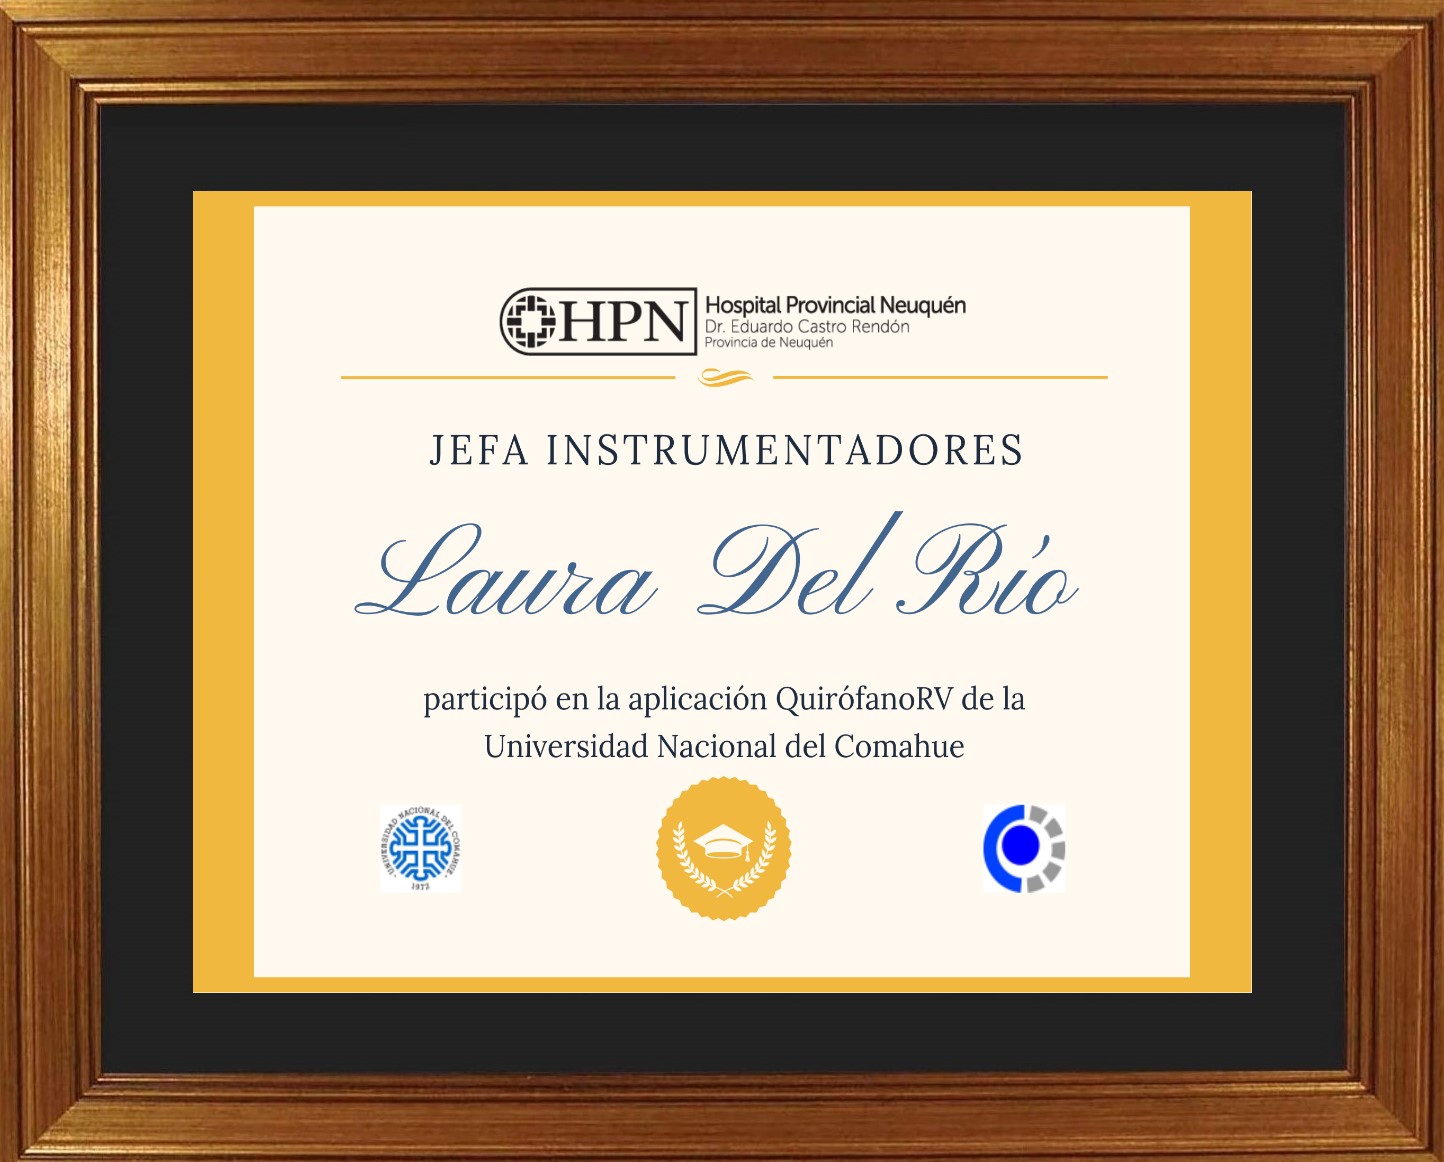 HPN
Hospital Provincial Neuquén
Dr. Eduardo Castro Rendón
Provincia de Neuquén
JEFA INSTRUMENTADORES
Laura Del Río
participó en la aplicación QuirófanoRV de la
Universidad Nacional del Comahue
UNIVERSIDAD NACIONAL DEL COMAHUE
1972